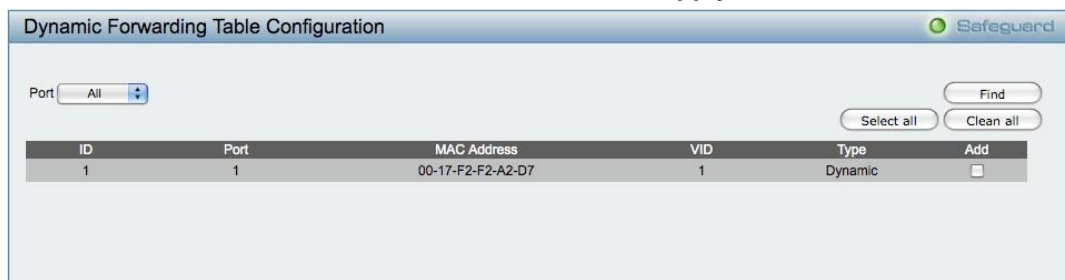 Dynamic Forwarding Table Configuration Safeguard
Port All Find
Select all Clean all
ID Port MAC Address VID Type Add
1 1 00-17-F2-F2-A2-D7 1 Dynamic